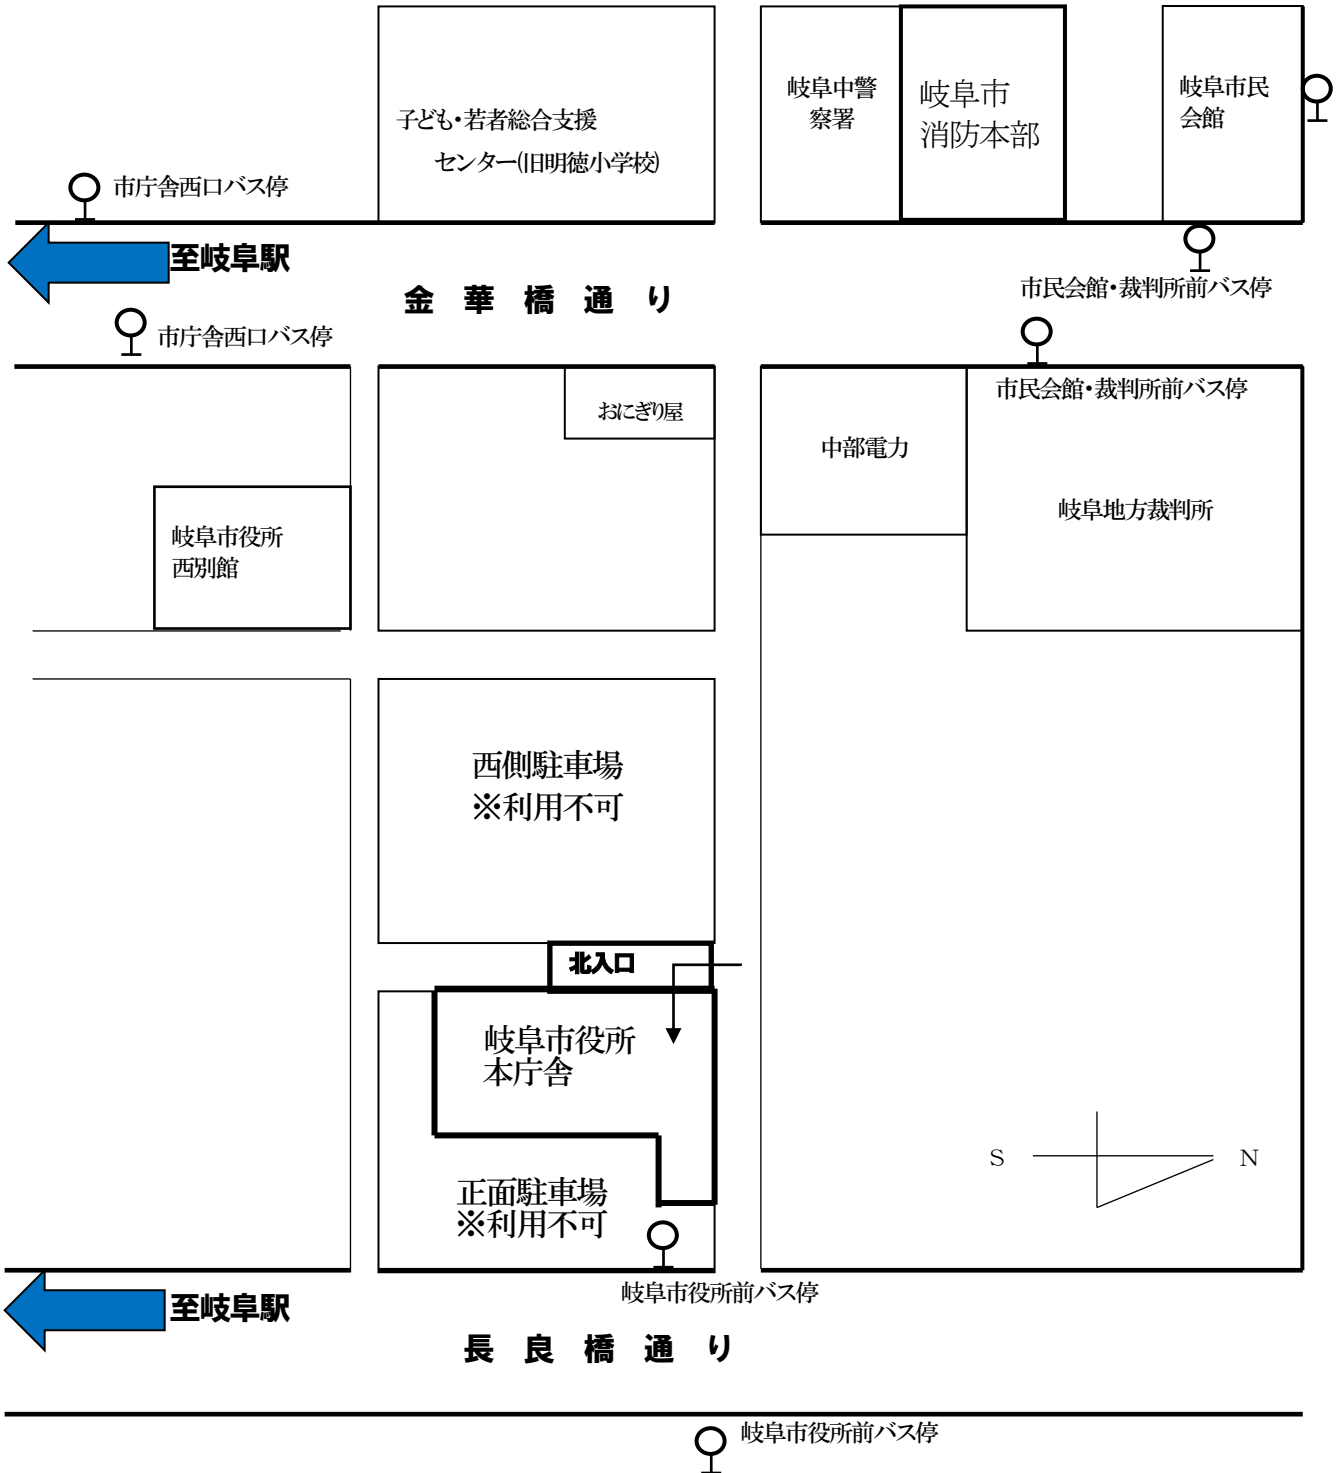 岐阜中警
察署
岐阜市
消防本部
岐阜市民
会館
子ども・若者総合支援
センター(旧明徳小学校)
市庁舎西口バス停
至岐阜駅
金華橋通り
市民会館・裁判所前バス停
市庁舎西口バス停
市民会館・裁判所前バス停
おにぎり屋
中部電力
岐阜地方裁判所
岐阜市役所
西別館
西側駐車場
※利用不可
北入口
岐阜市役所
本庁舎
S
N
正面駐車場
※利用不可
岐阜市役所前バス停
至岐阜駅
長良橋通り
岐阜市役所前バス停